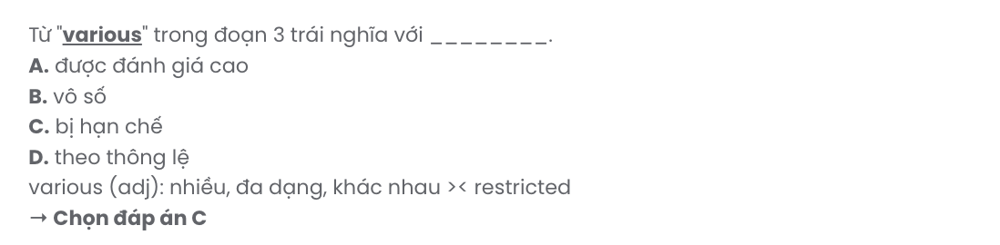 Từ "various" trong đoạn 3 trái nghĩa với ________.
A. được đánh giá cao
B. vô số
C. bị hạn chế
D. theo thông lệ
various (adj): nhiều, đa dạng, khác nhau >< restricted
→ Chọn đáp án C